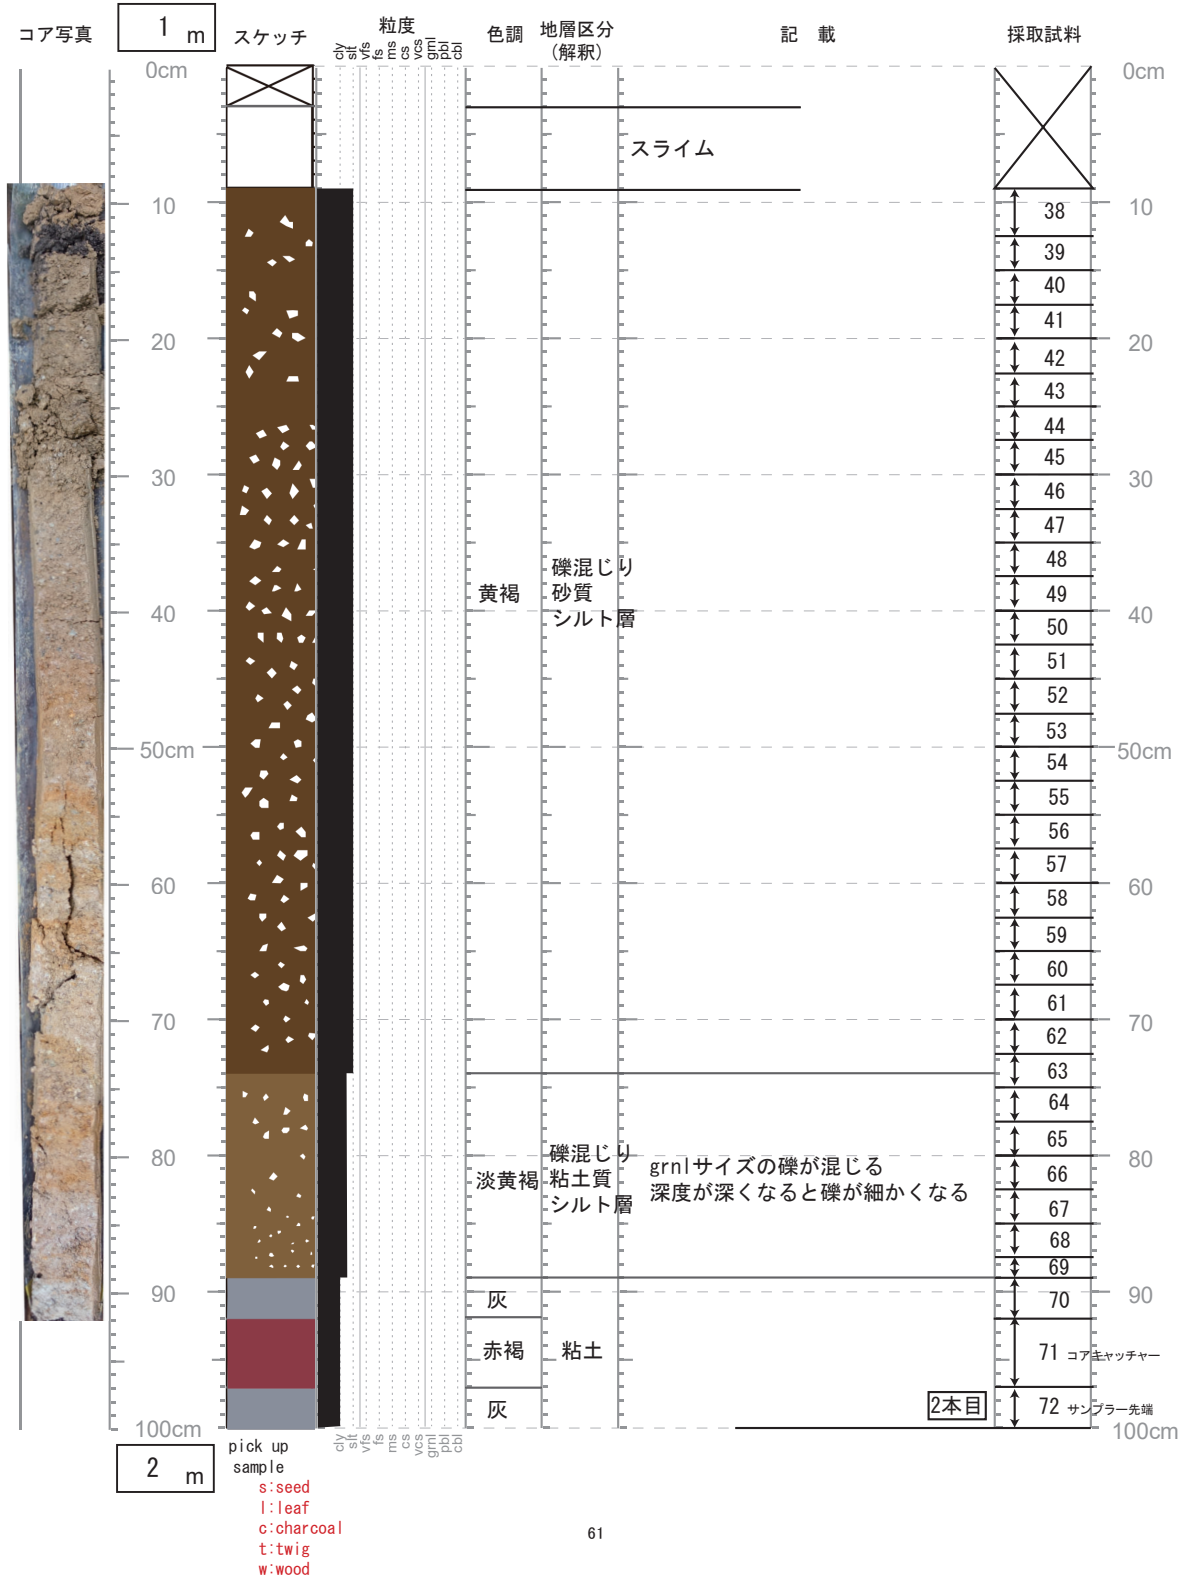 コア写真
1 m
スケッチ
粒度
cly slt vfs fs ms cs vcs grnl pbl cbl
色調
地層区分
(解釈)
記 載
採取試料
0cm
0cm
スライム
10
38
10
39
40
41
20
20
42
43
44
45
30
30
46
47
48
黄褐
礫混じり
砂質
シルト層
49
40
40
50
51
52
53
50cm
50cm
54
55
56
57
60
60
58
59
60
61
70
70
62
63
64
65
80
80
淡黄褐
礫混じり
粘土質
シルト層
grnlサイズの礫が混じる
深度が深くなると礫が細かくなる
66
67
68
69
90
灰
70
90
赤褐
粘土
71 コアキャッチャー
灰
2本目
72 サンプラー先端
100cm
100cm
cly slt vfs fs ms cs vcs grnl pbl cbl
2 m
pick up
sample
s:seed
l:leaf
c:charcoal
t:twig
w:wood
61